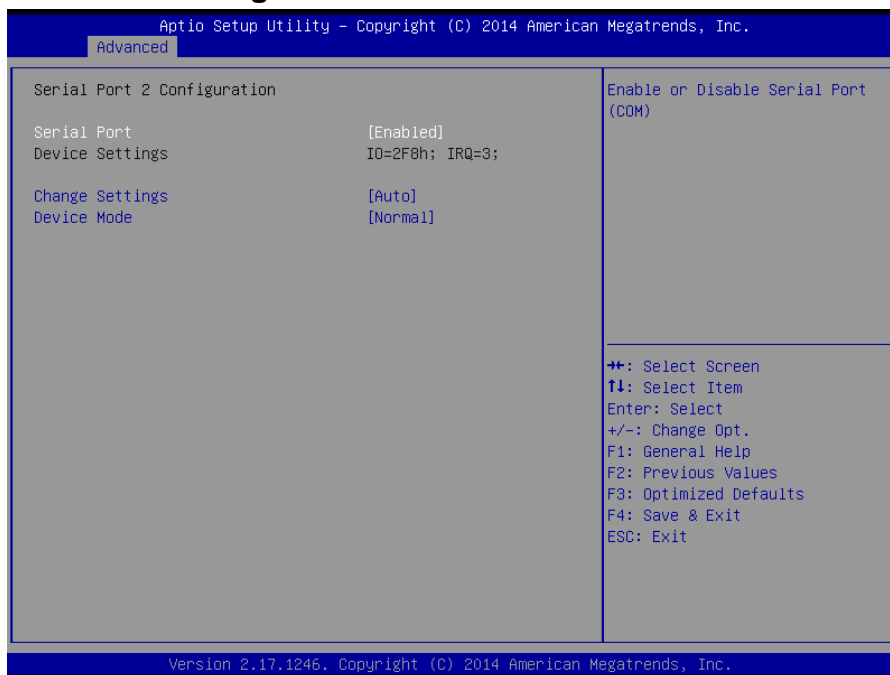 Aptio Setup Utility – Copyright (C) 2014 American Megatrends, Inc.
Advanced
Serial Port 2 Configuration
Serial Port [Enabled]
Device Settings IO=2F8h; IRQ=3;
Change Settings [Auto]
Device Mode [Normal]
Enable or Disable Serial Port
(COM)
→←: Select Screen
↑↓: Select Item
Enter: Select
+/-: Change Opt.
F1: General Help
F2: Previous Values
F3: Optimized Defaults
F4: Save & Exit
ESC: Exit
Version 2.17.1246. Copyright (C) 2014 American Megatrends, Inc.